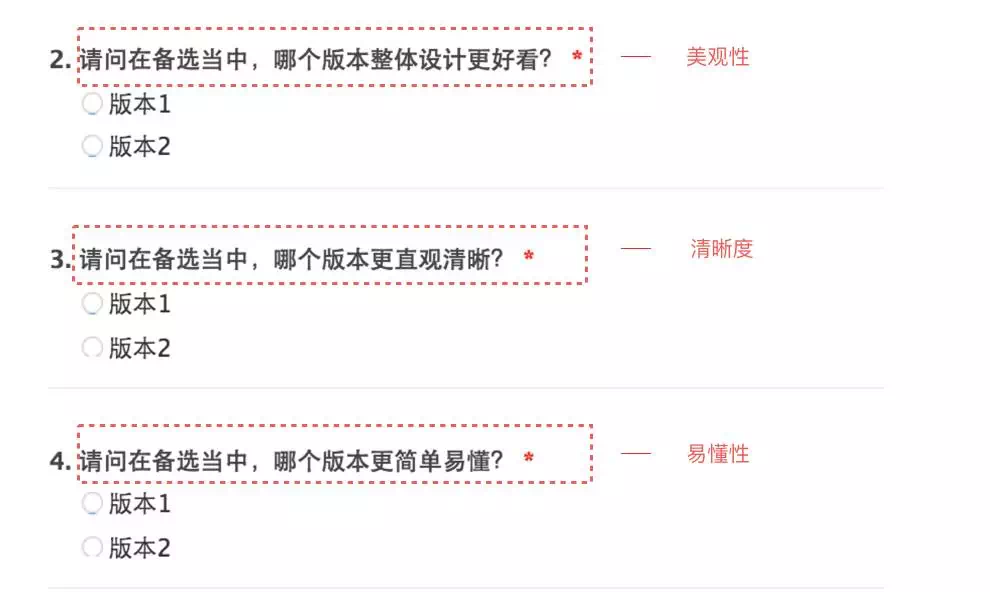 2. 请问在备选当中，哪个版本整体设计更好看？ * — 美观性
版本1
版本2
3. 请问在备选当中，哪个版本更直观清晰？ * — 清晰度
版本1
版本2
4. 请问在备选当中，哪个版本更简单易懂？ * — 易懂性
版本1
版本2